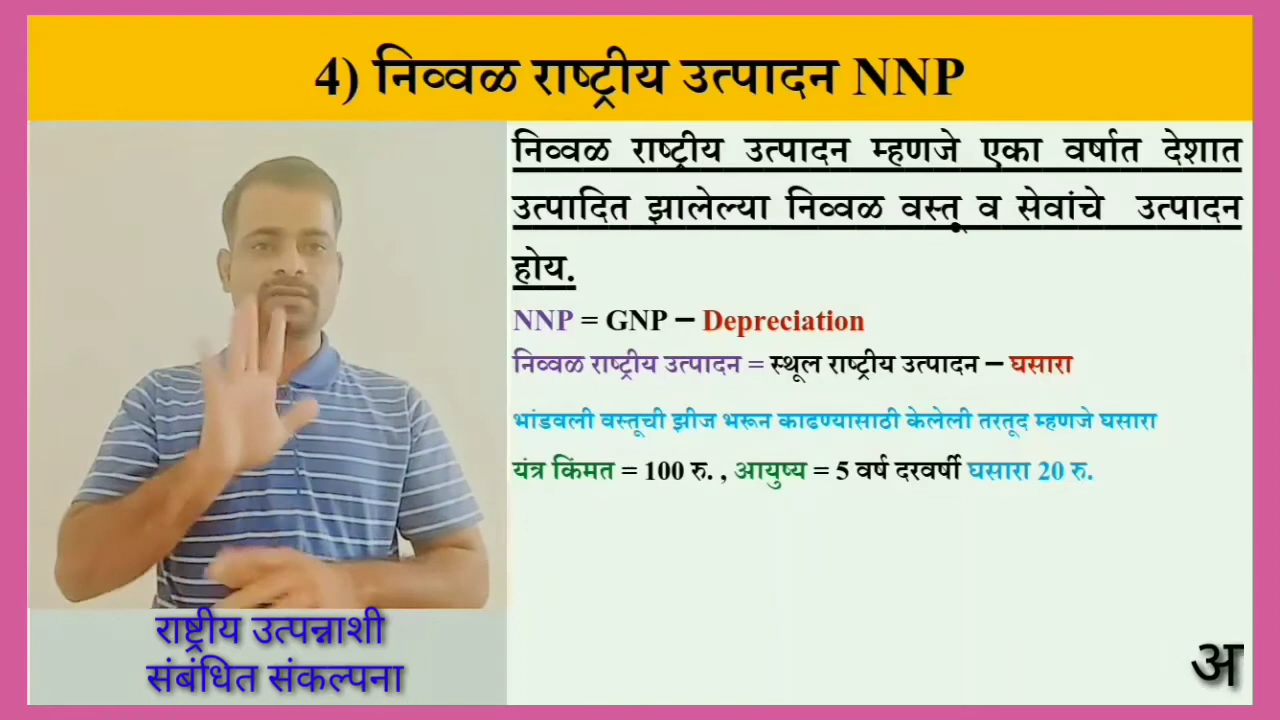 4) निव्वळ राष्ट्रीय उत्पादन NNP
निव्वळ राष्ट्रीय उत्पादन म्हणजे एका वर्षात देशात
उत्पादित झालेल्या निव्वळ वस्तू व सेवांचे उत्पादन
होय.
NNP = GNP – Depreciation
निव्वळ राष्ट्रीय उत्पादन = स्थूल राष्ट्रीय उत्पादन – घसारा
भांडवली वस्तूची झीज भरून काढण्यासाठी केलेली तरतूद म्हणजे घसारा
यंत्र किंमत = 100 रु. , आयुष्य = 5 वर्ष दरवर्षी घसारा 20 रु.
राष्ट्रीय उत्पन्नाशी
संबंधित संकल्पना
अ